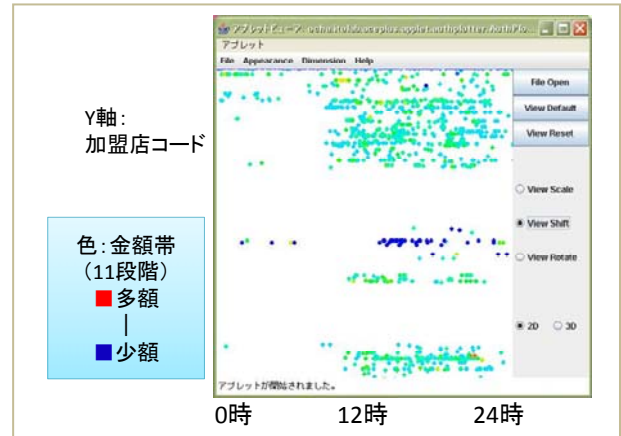 アプレット
File Appearance Dimension Help
File Open
View Default
View Reset
View Scale
View Shift
View Rotate
2D 3D
アプレットが開始されました。
Y軸:
加盟店コード
色:金額帯
(11段階)
多額
少額
0時 12時 24時